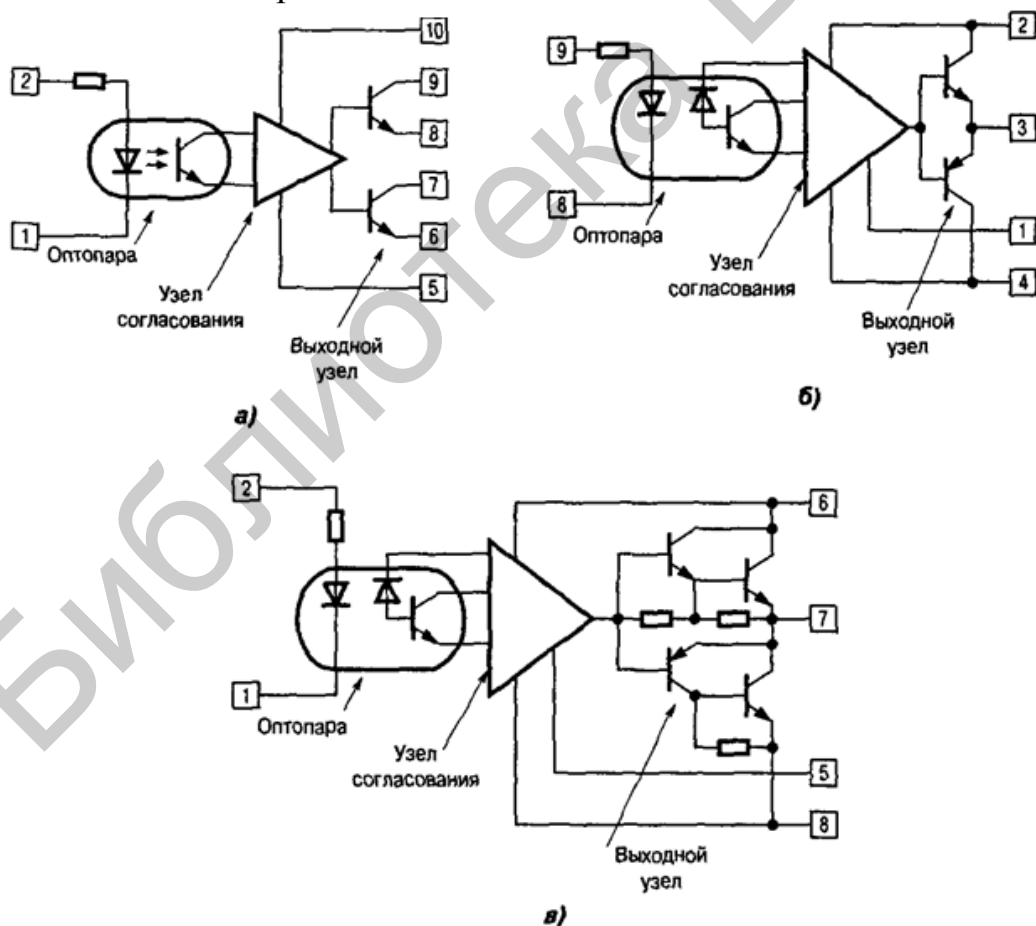 2
1
Оптопара
Узел
согласования
Выходной
узел
10
9
8
7
6
5
а)
9
8
Оптопара
Узел
согласования
Выходной
узел
2
3
1
4
б)
2
1
Оптопара
Узел
согласования
Выходной
узел
6
7
5
8
в)
Библиотека